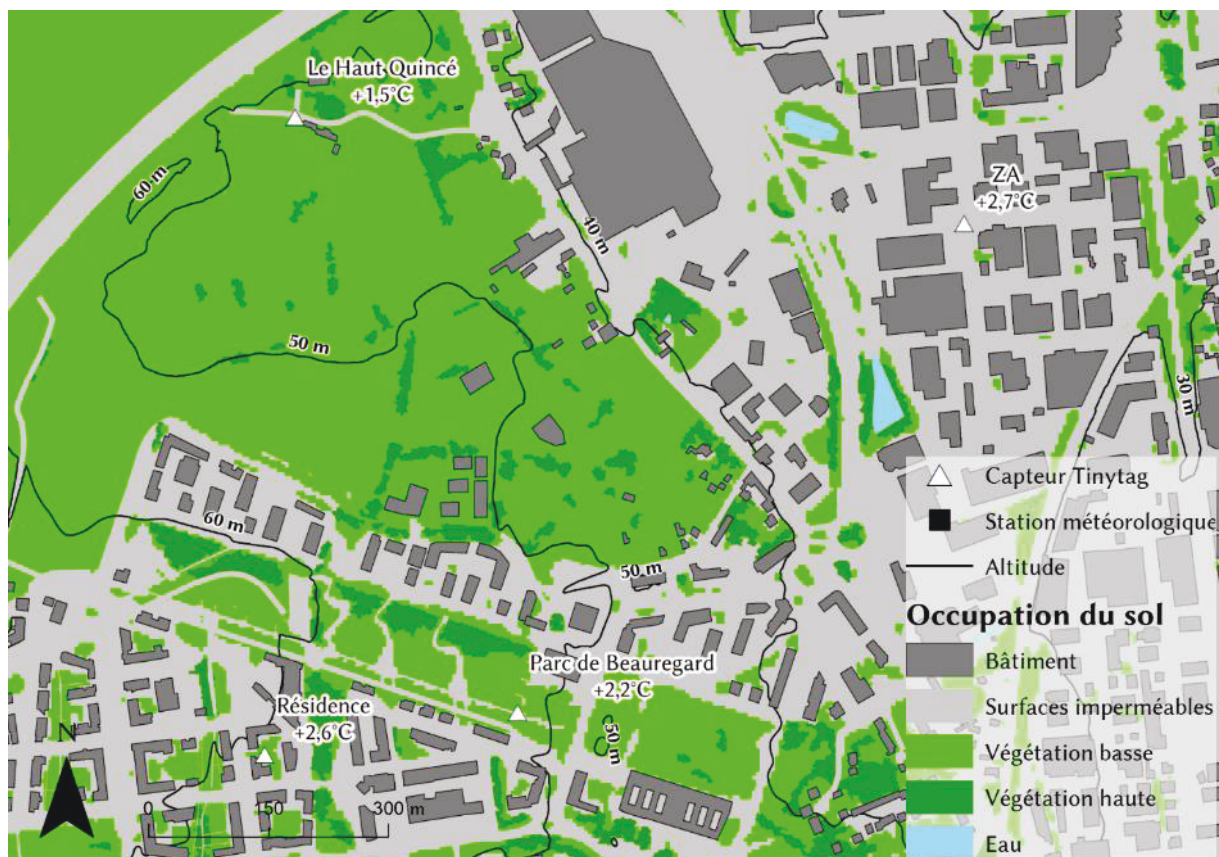 Le Haut Quincé
+1,5°C
ZA
+2,7°C
60 m
40 m
50 m
30 m
60 m
50 m
Parc de Beauregard
+2,2°C
Résidence
+2,6°C
50 m
N
0 150 300 m
Capteur Tinytag
Station météorologique
Altitude
Occupation du sol
Bâtiment
Surfaces imperméables
Végétation basse
Végétation haute
Eau